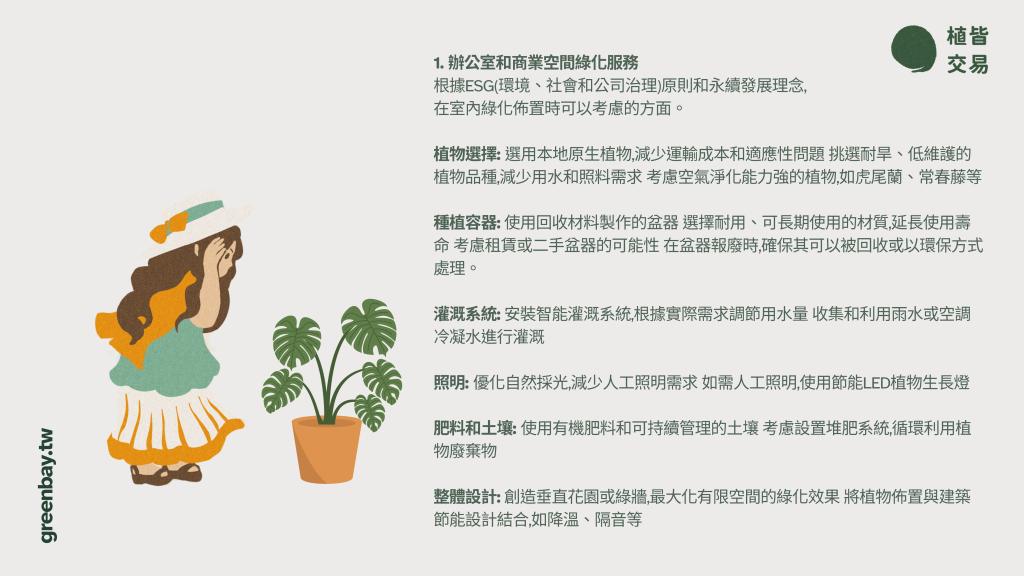 植皆
交易
1. 辦公室和商業空間綠化服務
根據ESG(環境、社會和公司治理)原則和永續發展理念,
在室內綠化佈置時可以考慮的方面。
植物選擇: 選用本地原生植物,減少運輸成本和適應性問題 挑選耐旱、低維護的
植物品種,減少用水和照料需求 考慮空氣淨化能力強的植物,如虎尾蘭、常春藤等
種植容器: 使用回收材料製作的盆器 選擇耐用、可長期使用的材質,延長使用壽
命 考慮租賃或二手盆器的可能性 在盆器報廢時,確保其可以被回收或以環保方式
處理。
灌溉系統: 安裝智能灌溉系統,根據實際需求調節用水量 收集和利用雨水或空調
冷凝水進行灌溉
照明: 優化自然採光,減少人工照明需求 如需人工照明,使用節能LED植物生長燈
肥料和土壤: 使用有機肥料和可持續管理的土壤 考慮設置堆肥系統,循環利用植
物廢棄物
整體設計: 創造垂直花園或綠牆,最大化有限空間的綠化效果 將植物佈置與建築
節能設計結合,如降溫、隔音等
greenbay.tw